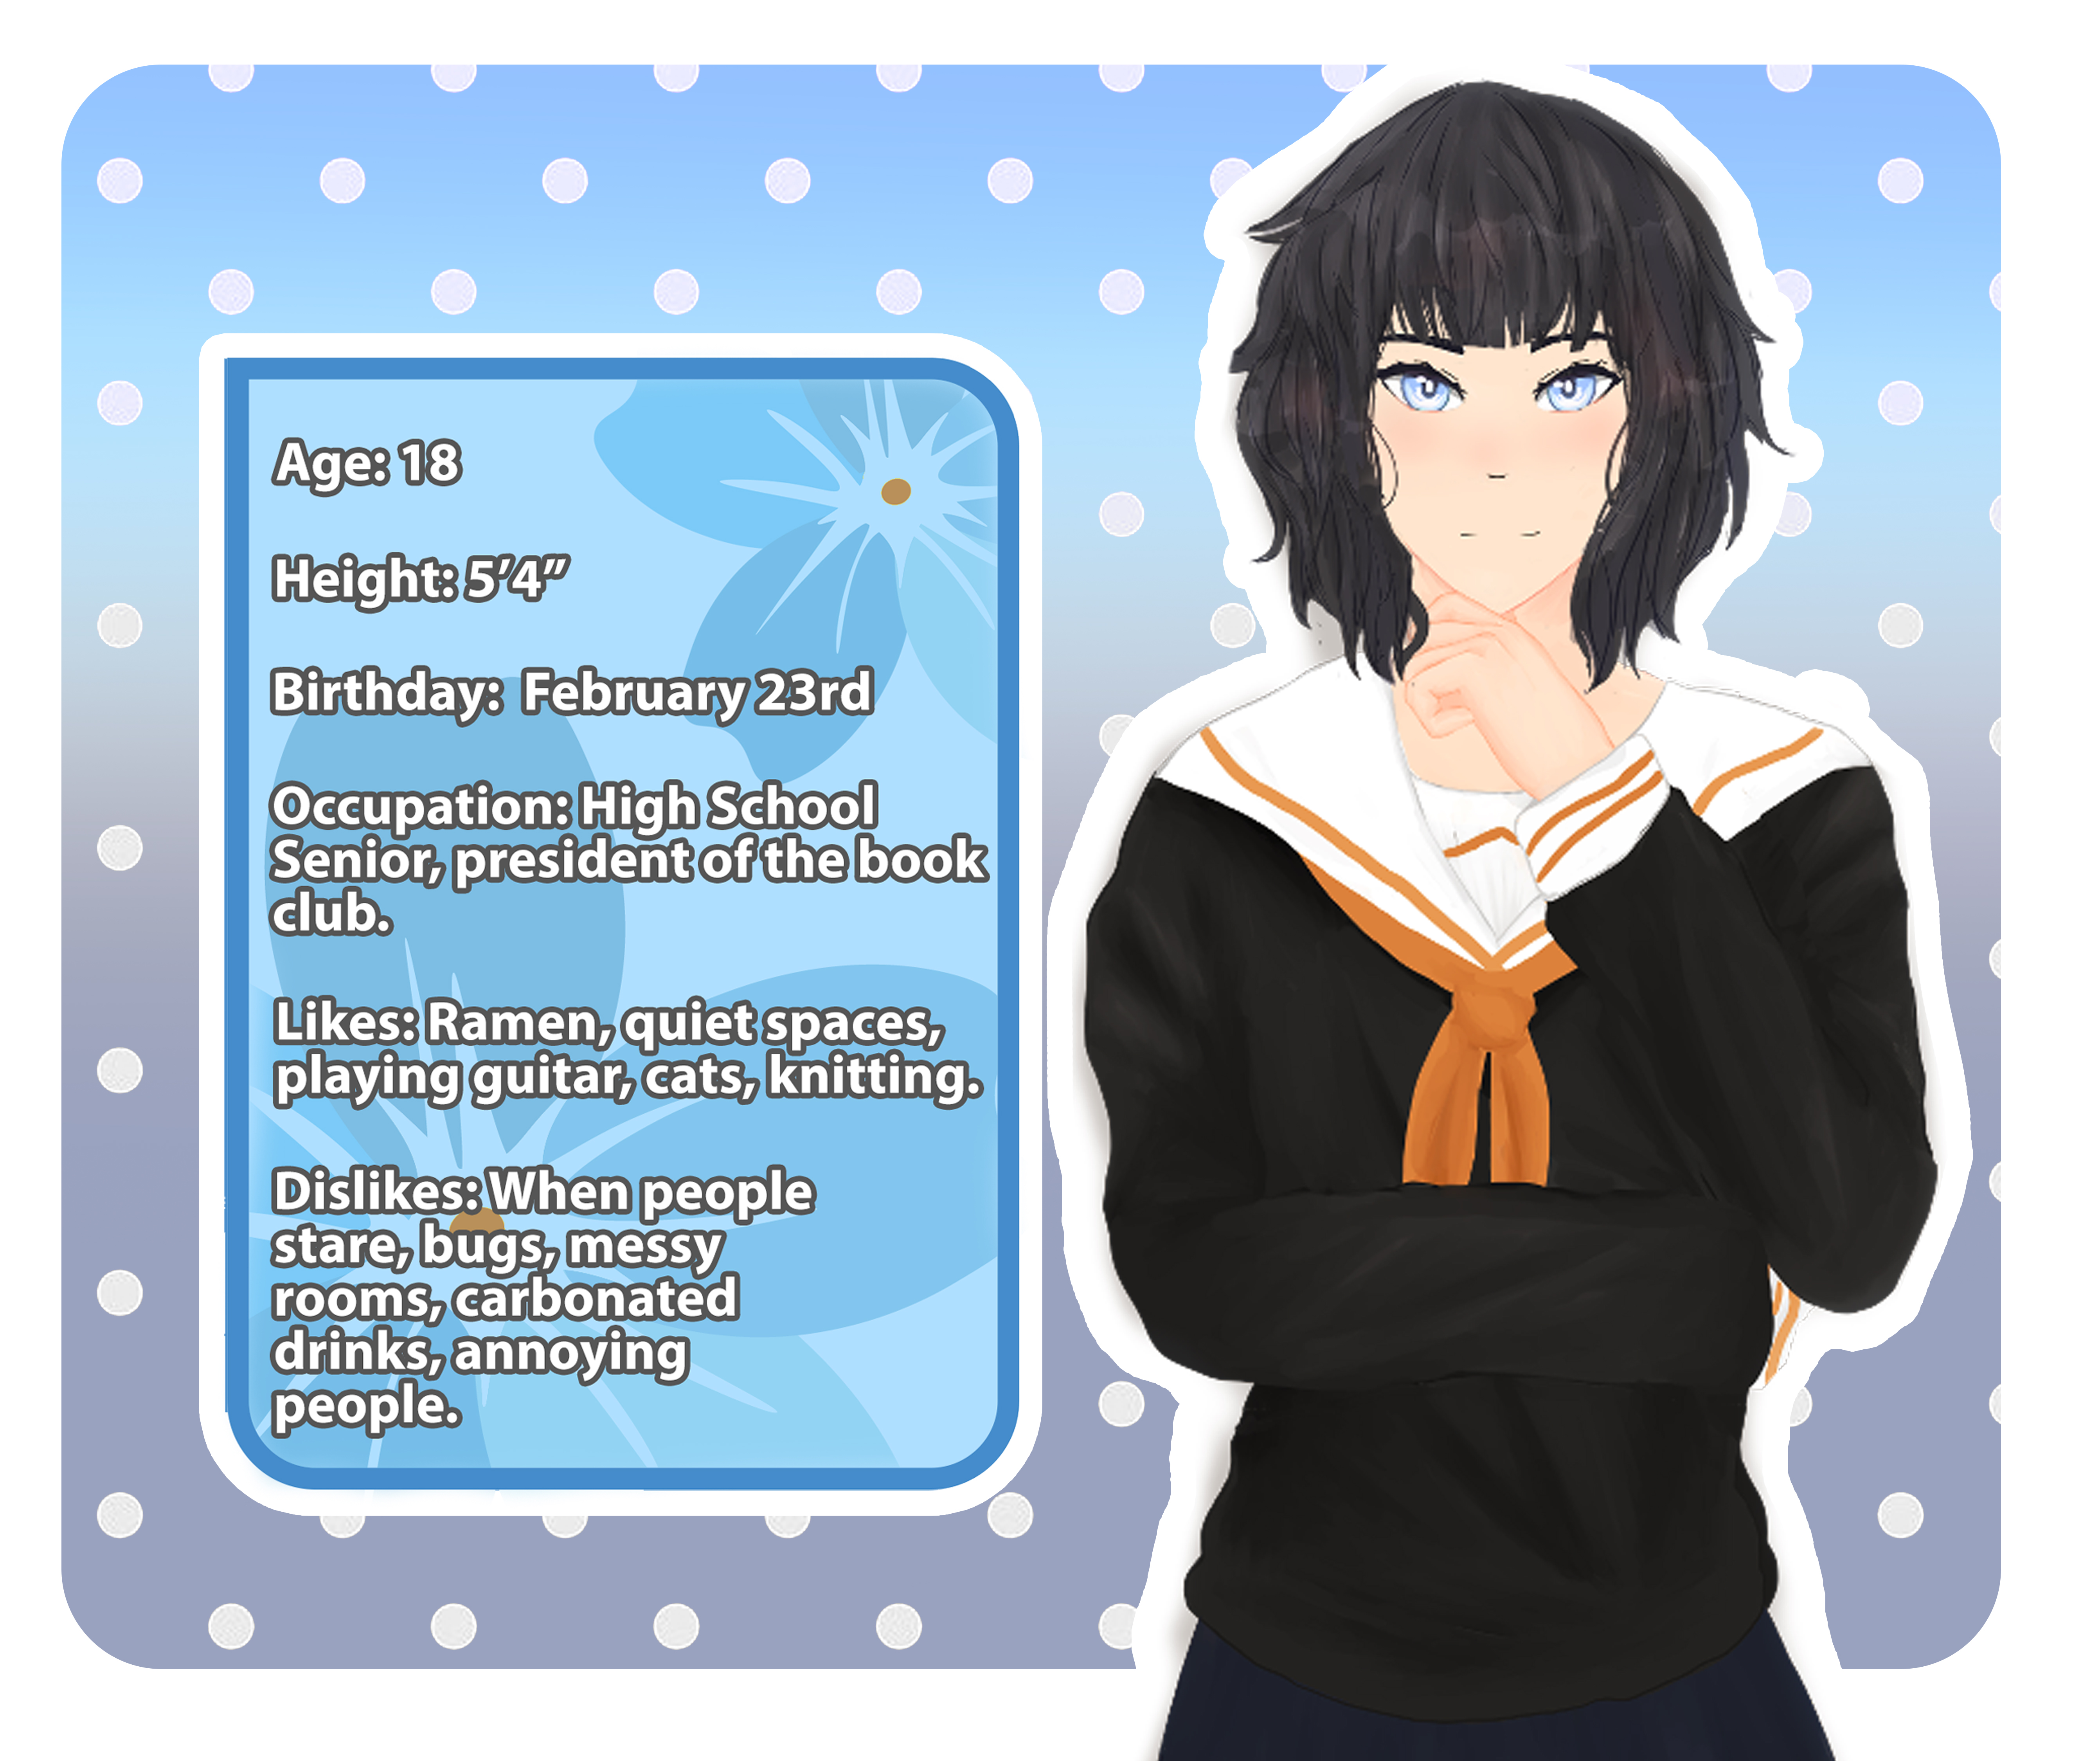 Age: 18
Height: 5’4”
Birthday: February 23rd
Occupation: High School
Senior, president of the book
club.
Likes: Ramen, quiet spaces,
playing guitar, cats, knitting.
Dislikes: When people
stare, bugs, messy
rooms, carbonated
drinks, annoying
people.